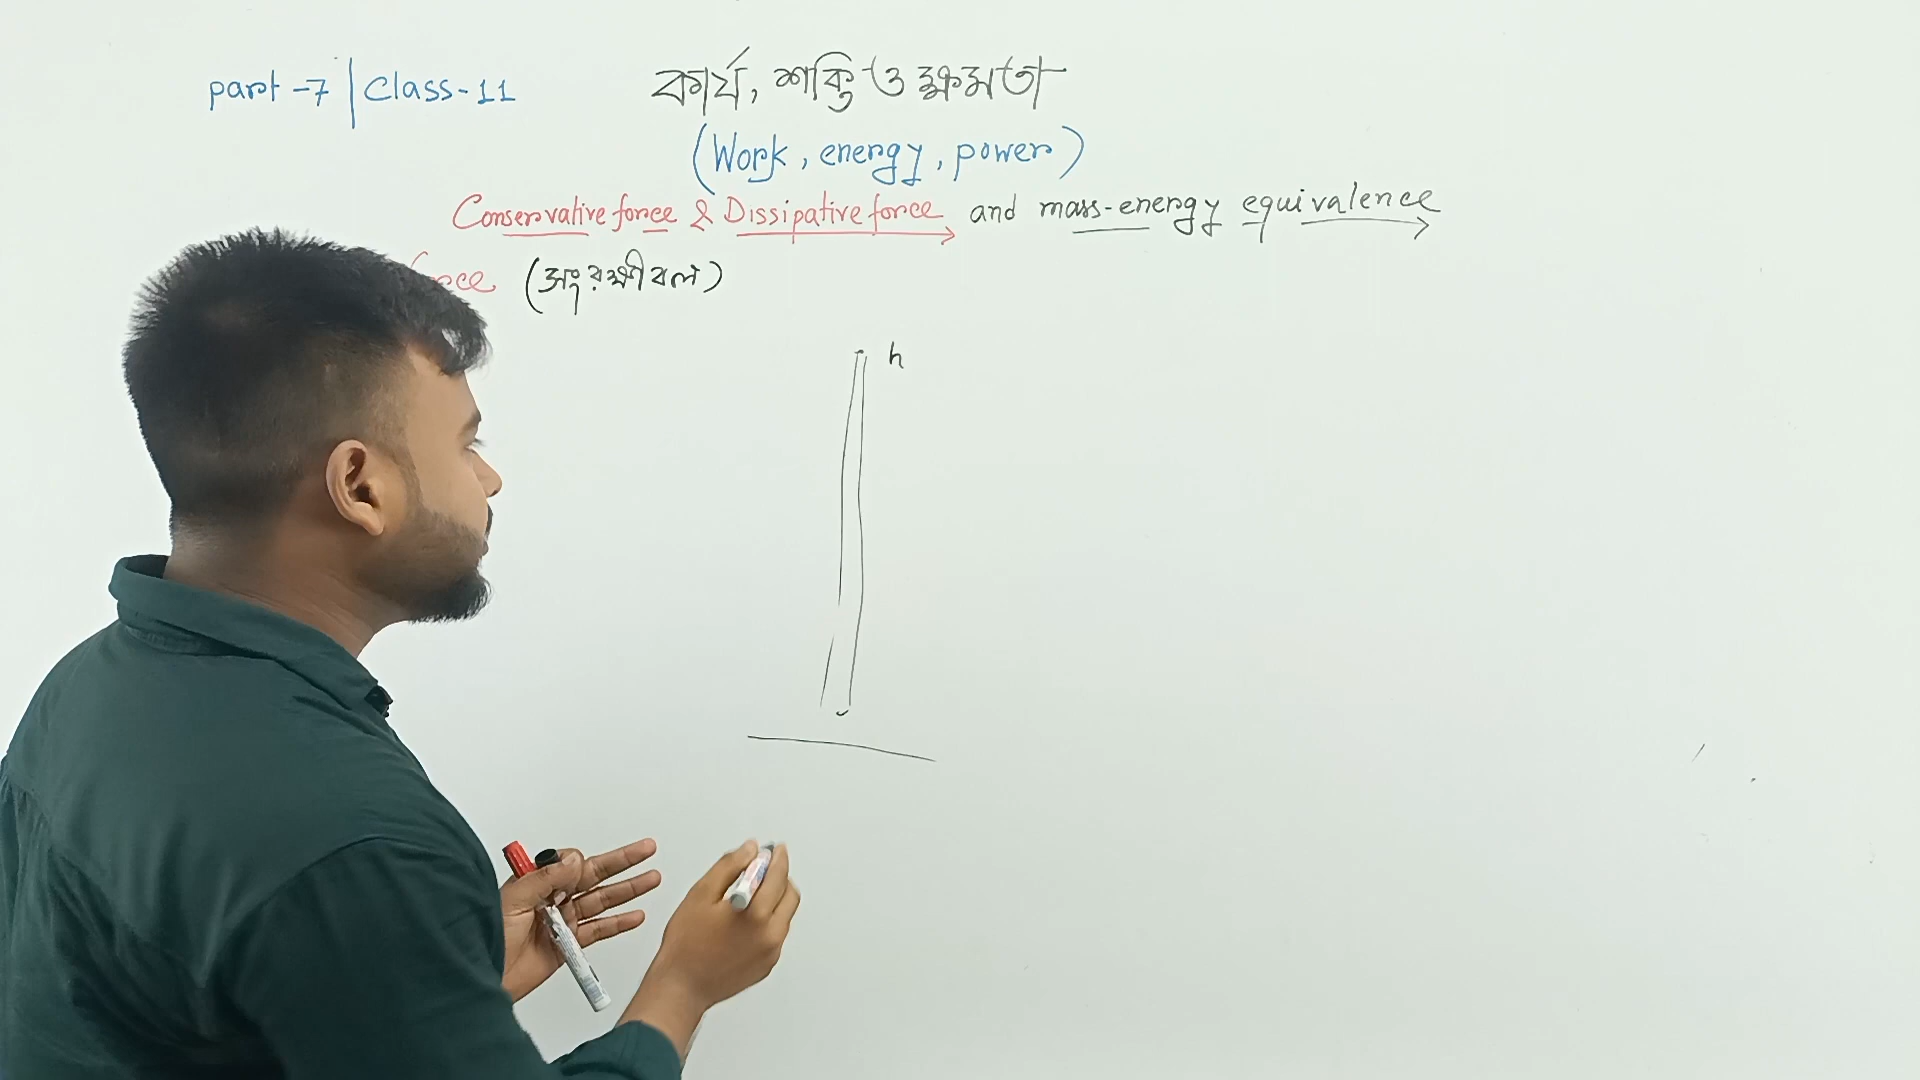 part -7 | Class-11
কার্য, শক্তি ও ক্ষমতা
(Work, energy, power)
Conservative force & Dissipative force and mass-energy equivalence
(সংরক্ষী বল)
h